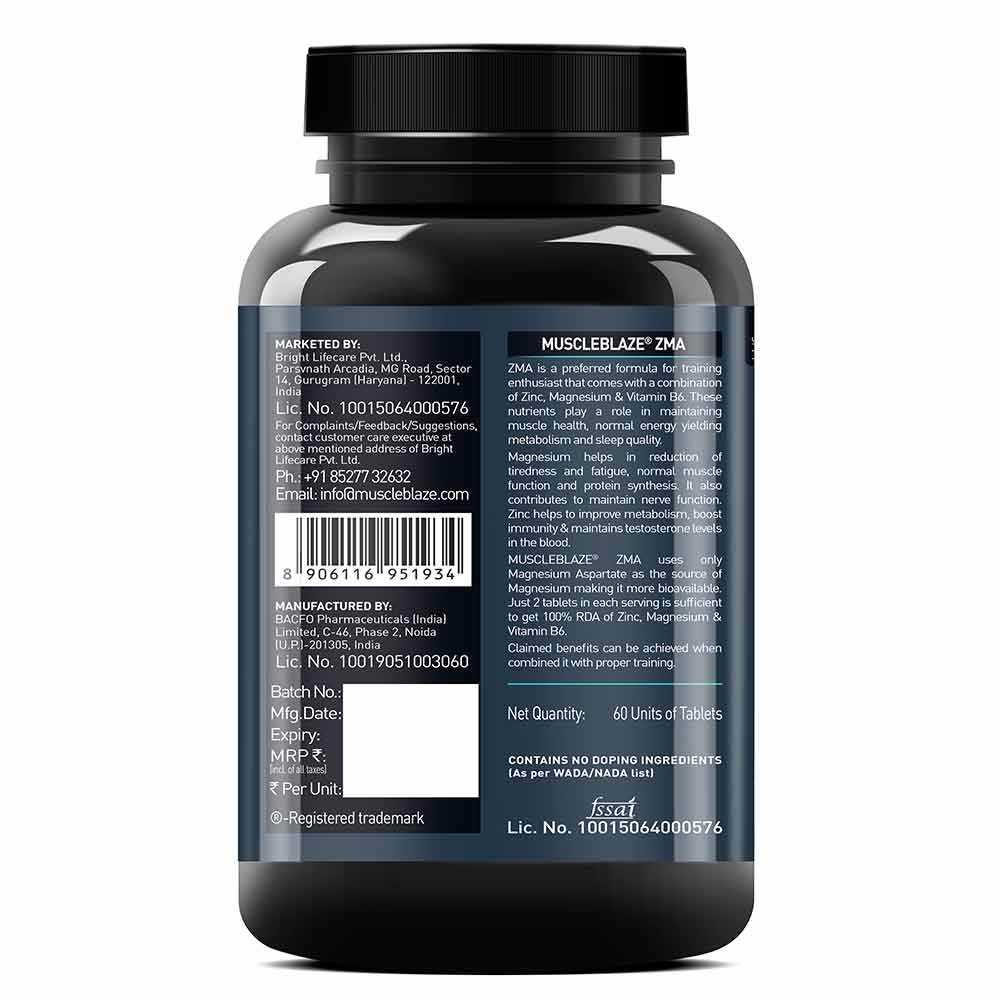 MARKETED BY:
Bright Lifecare Pvt. Ltd.,
Parsvnath Arcadia, MG Road, Sector
14, Gurugram (Haryana) - 122001,
India
Lic. No. 10015064000576
For Complaints/Feedback/Suggestions,
contact customer care executive at
above mentioned address of Bright
Lifecare Pvt. Ltd.
Ph.: +91 85277 32632
Email: info@muscleblaze.com
8 906116 951934
MANUFACTURED BY:
BACFO Pharmaceuticals (India)
Limited, C-46, Phase 2, Noida
(U.P.)-201305, India
Lic. No. 10019051003060
Batch No.:
Mfg.Date:
Expiry:
MRP ₹:
(incl. of all taxes)
₹ Per Unit:
®-Registered trademark
MUSCLEBLAZE® ZMA
ZMA is a preferred formula for training
enthusiast that comes with a combination
of Zinc, Magnesium & Vitamin B6. These
nutrients play a role in maintaining
muscle health, normal energy yielding
metabolism and sleep quality.
Magnesium helps in reduction of
tiredness and fatigue, normal muscle
function and protein synthesis. It also
contributes to maintain nerve function.
Zinc helps to improve metabolism, boost
immunity & maintains testosterone levels
in the blood.
MUSCLEBLAZE® ZMA uses only
Magnesium Aspartate as the source of
Magnesium making it more bioavailable.
Just 2 tablets in each serving is sufficient
to get 100% RDA of Zinc, Magnesium &
Vitamin B6.
Claimed benefits can be achieved when
combined it with proper training.
Net Quantity: 60 Units of Tablets
CONTAINS NO DOPING INGREDIENTS
(As per WADA/NADA list)
fssai
Lic. No. 10015064000576